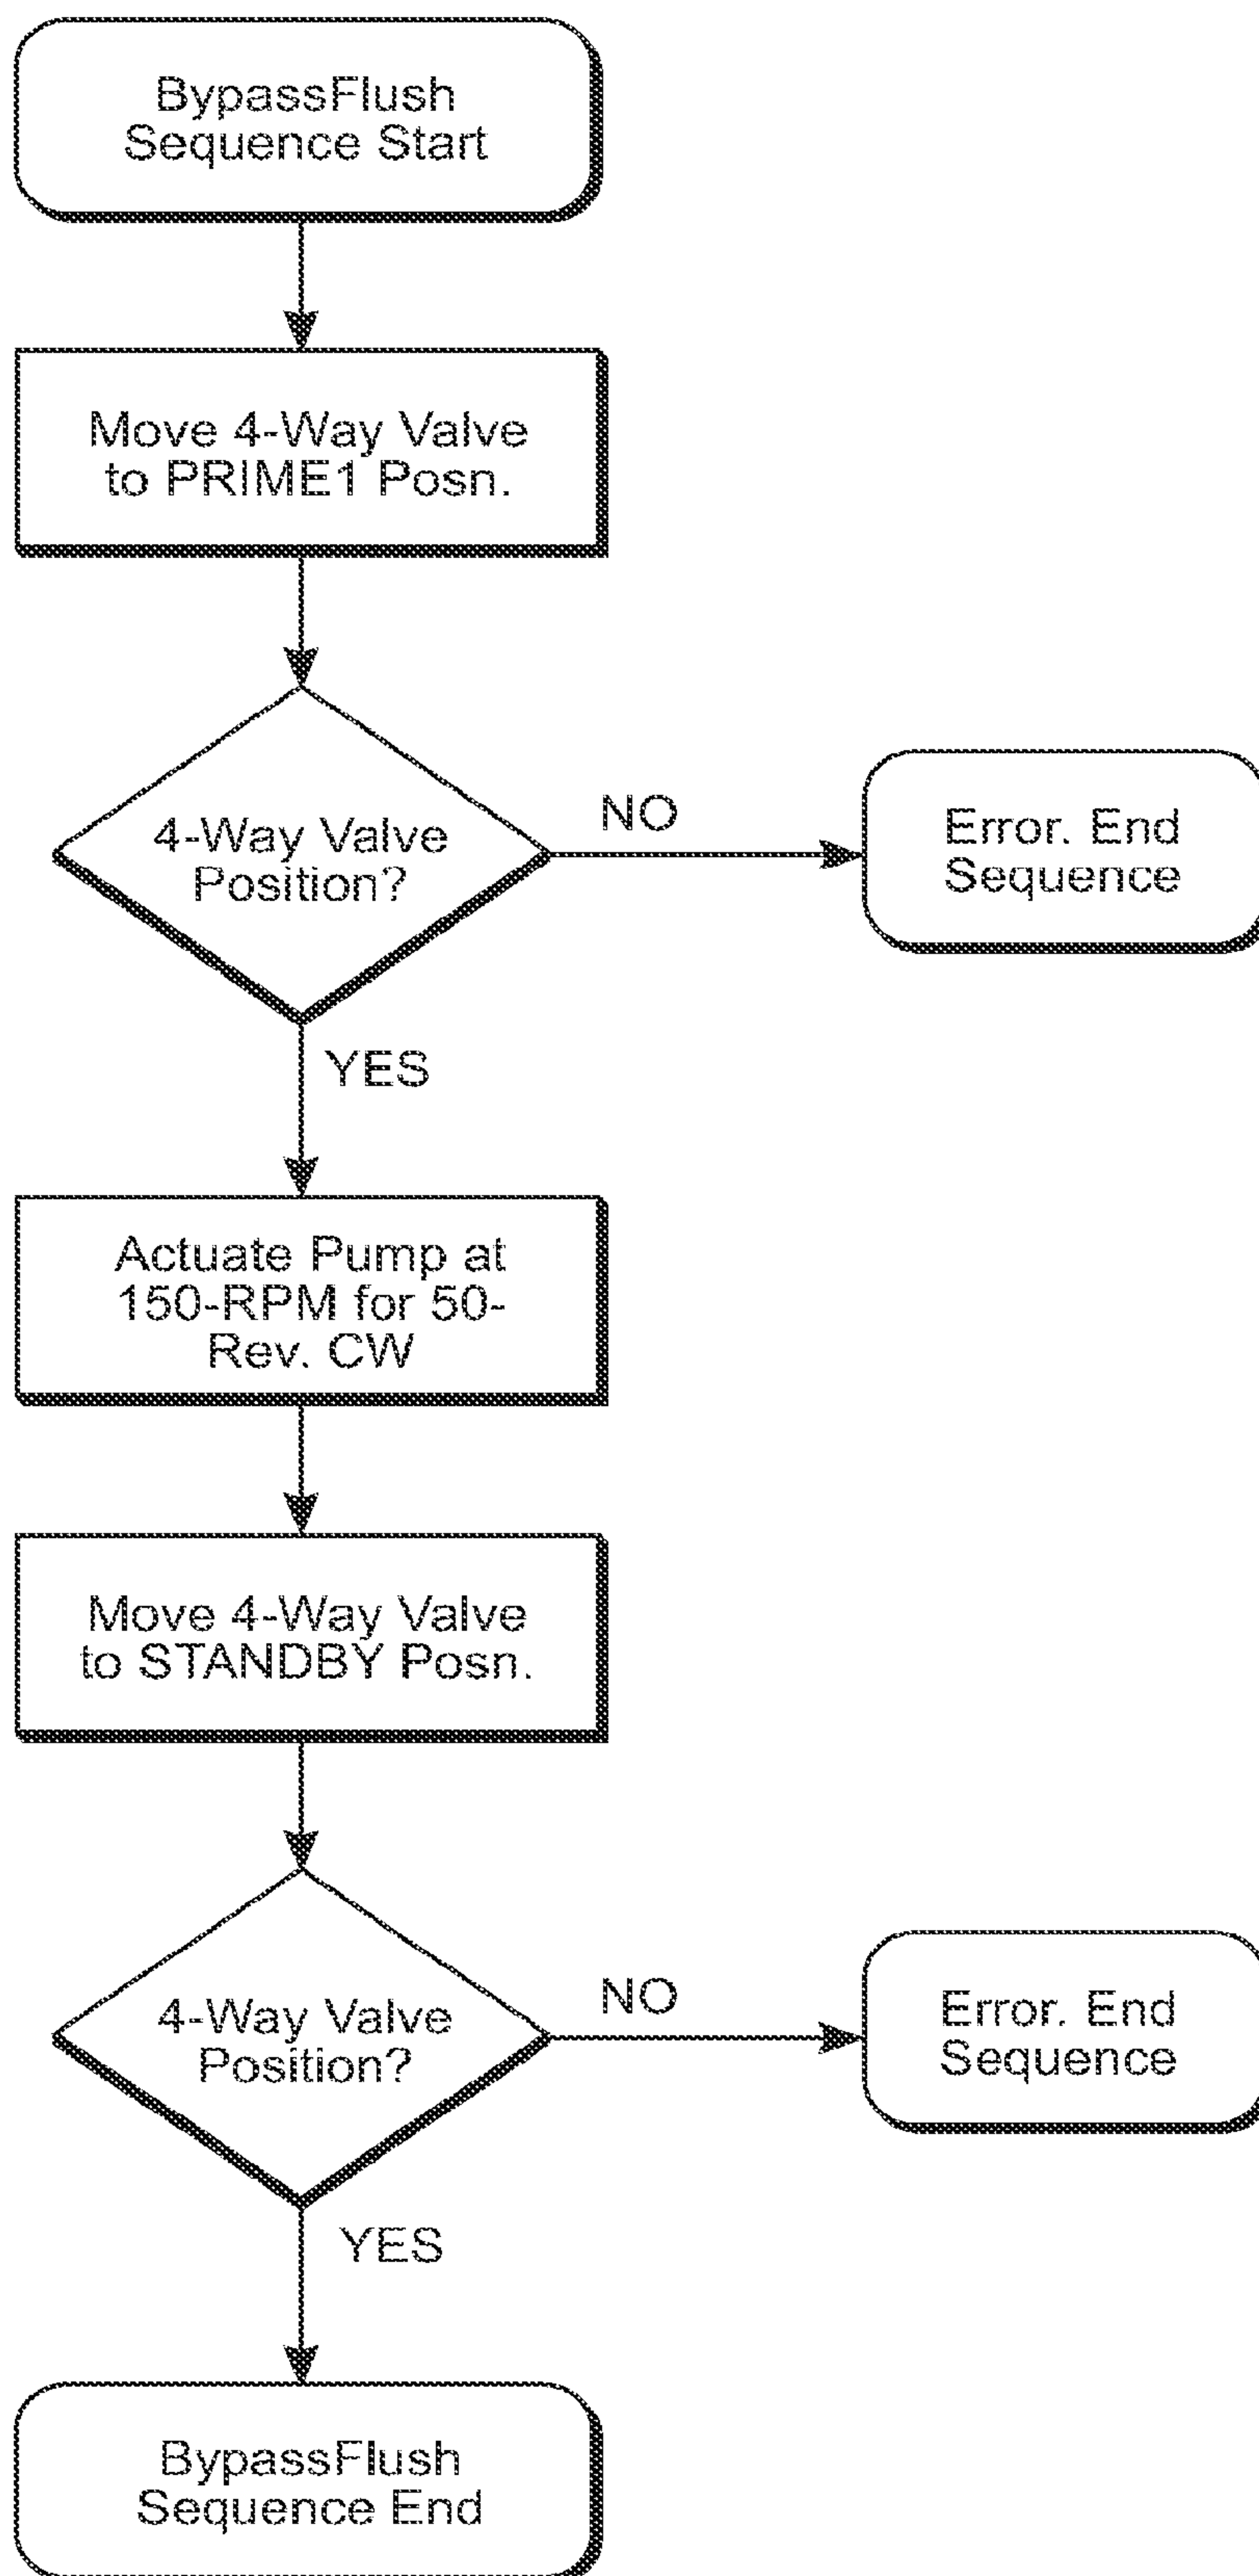 BypassFlush
Sequence Start
Move 4-Way Valve
to PRIME1 Posn.
4-Way Valve
Position?
NO
Error. End
Sequence
YES
Actuate Pump at
150-RPM for 50-
Rev. CW
Move 4-Way Valve
to STANDBY Posn.
4-Way Valve
Position?
NO
Error. End
Sequence
YES
BypassFlush
Sequence End